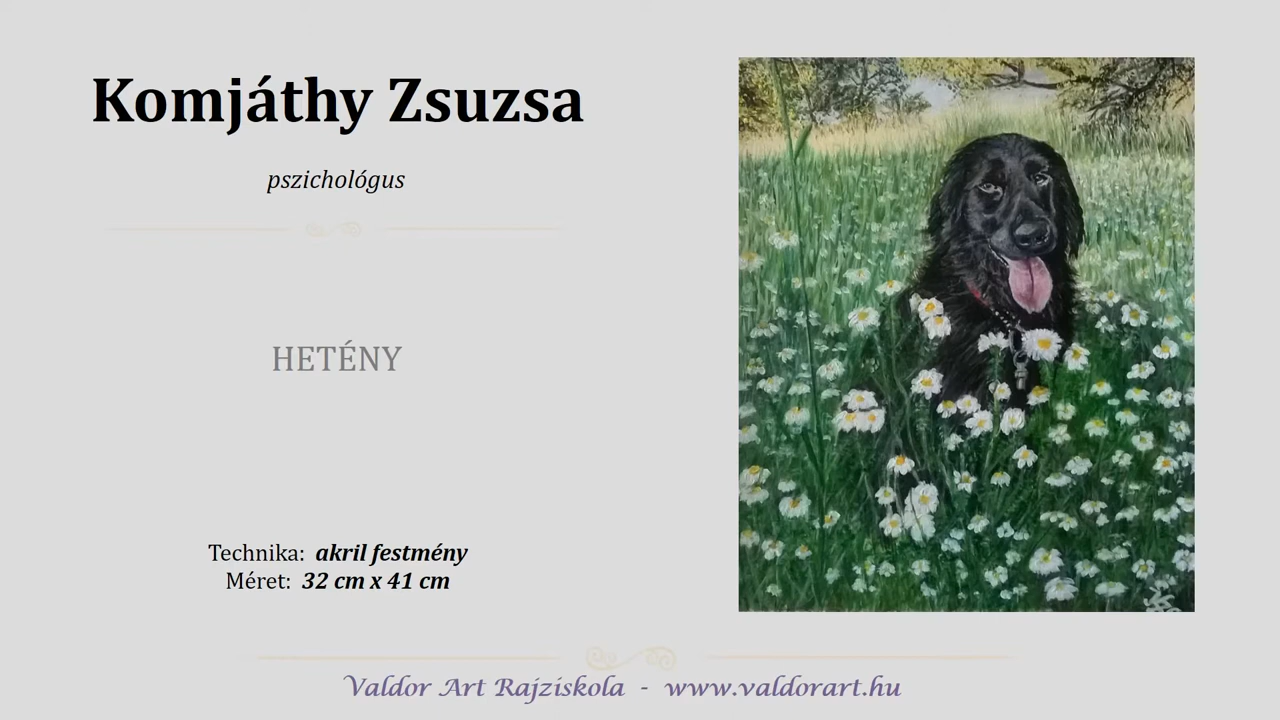 Komjáthy Zsuzsa
pszichológus
HETÉNY
Technika: akril festmény
Méret: 32 cm x 41 cm
Valdor Art Rajziskola - www.valdorart.hu